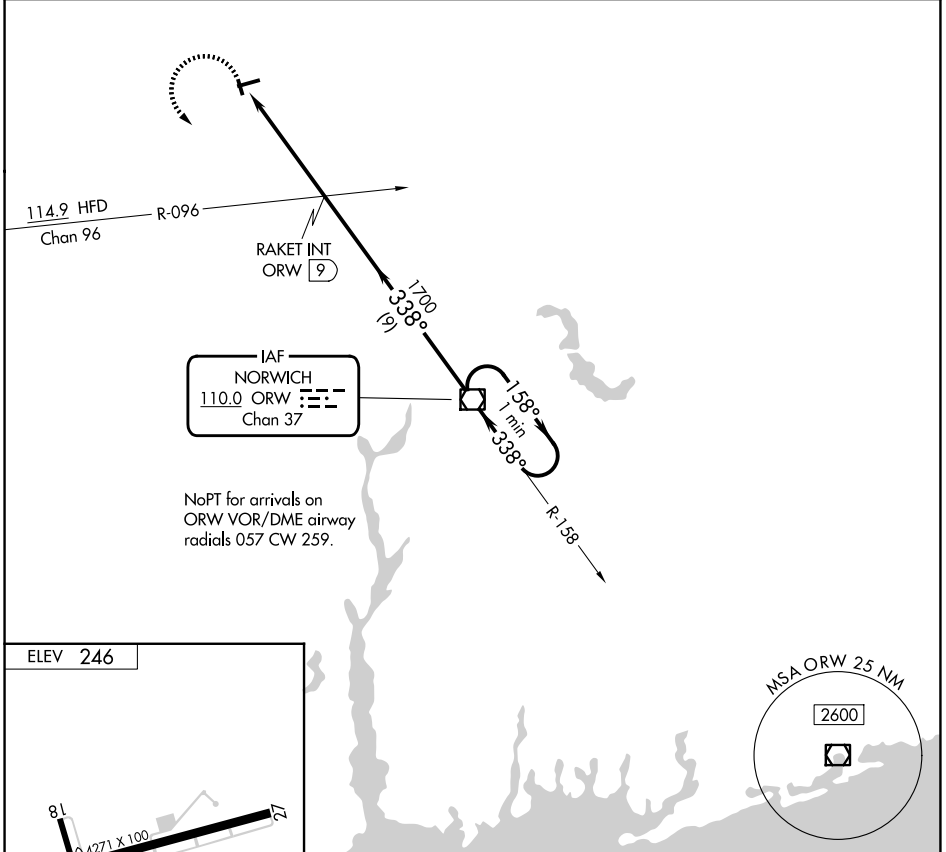 114.9 HFD
Chan 96
R-096
RAKET INT
ORW 9
1700
338°
(9)
IAF
NORWICH
110.0 ORW
Chan 37
158°
1 min
338°
R-158
NoPT for arrivals on
ORW VOR/DME airway
radials 057 CW 259.
ELEV 246
18
27
4271 X 100
MSA ORW 25 NM
2600